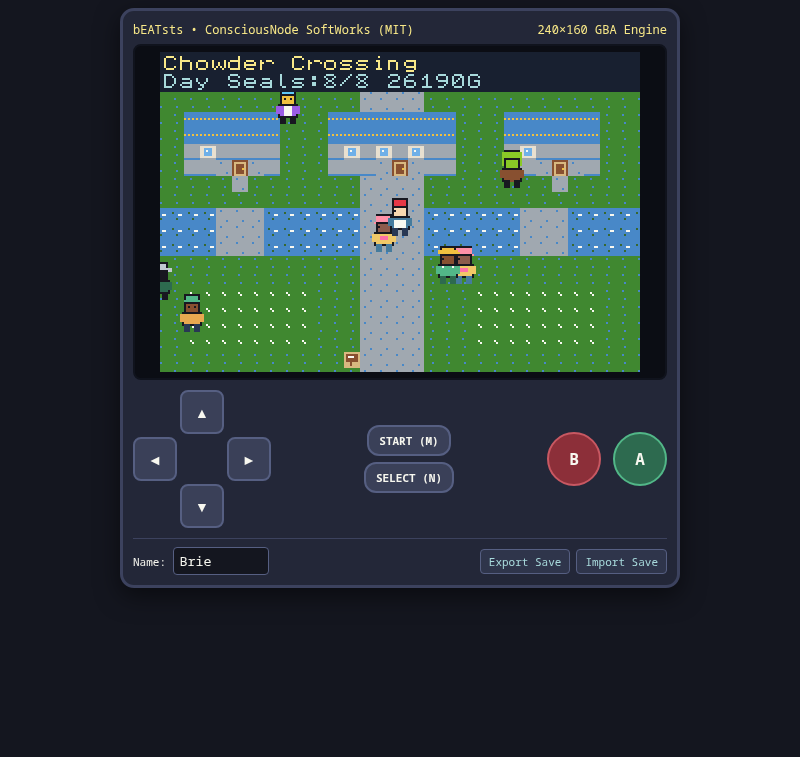 bEATsts • ConsciousNode SoftWorks (MIT)
240×160 GBA Engine
Chowder Crossing
Day Seals:8/8 26190G
▲
◄ ►
▼
START (M)
SELECT (N)
B A
Name: Brie
Export Save Import Save